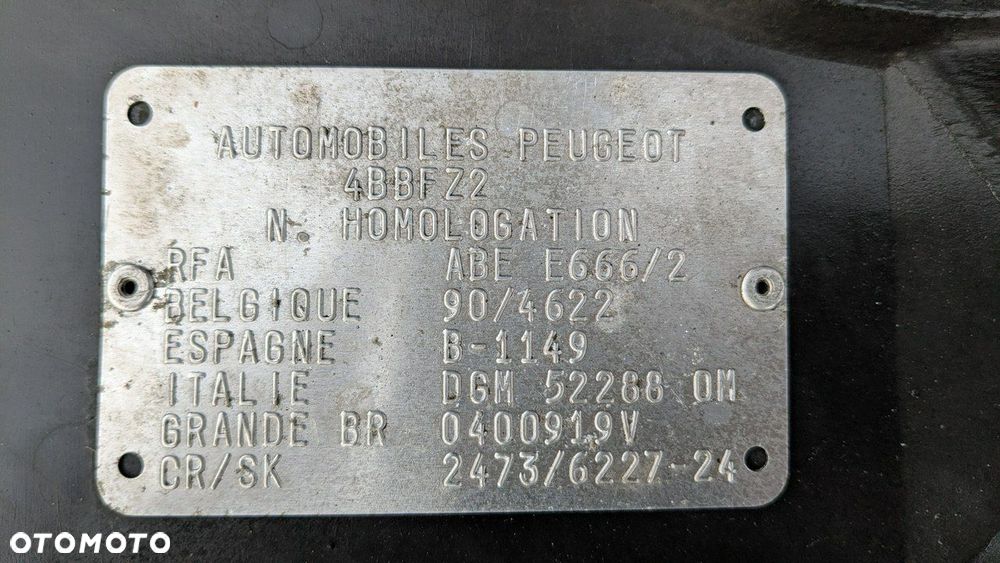 AUTOMOBILES PEUGEOT
4BBFZ2
N. HOMOLOGATION
RFA ABE E666/2
BELGIQUE 90/4622
ESPAGNE B-1149
ITALIE DGM 52288 OM
GRANDE BR 0400919V
CR/SK 2473/6227-24
OTOMOTO